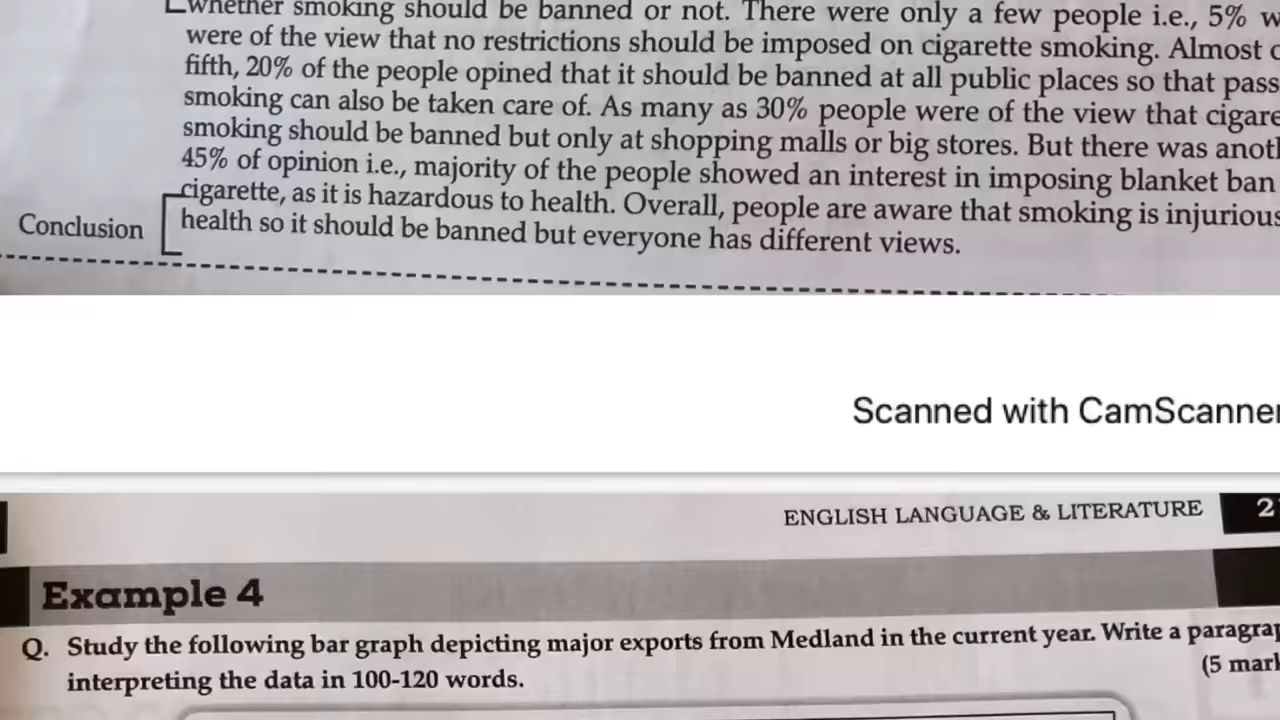 whether smoking should be banned or not. There were only a few people i.e., 5%
were of the view that no restrictions should be imposed on cigarette smoking. Almost
fifth, 20% of the people opined that it should be banned at all public places so that
smoking can also be taken care of. As many as 30% people were of the view that
smoking should be banned but only at shopping malls or big stores. But there was
45% of opinion i.e., majority of the people showed an interest in imposing blanket ban
cigarette, as it is hazardous to health. Overall, people are aware that smoking is injurious
Conclusion health so it should be banned but everyone has different views.
Scanned with CamScanner
ENGLISH LANGUAGE & LITERATURE
Example 4
Q. Study the following bar graph depicting major exports from Medland in the current year. Write a
interpreting the data in 100-120 words. (5